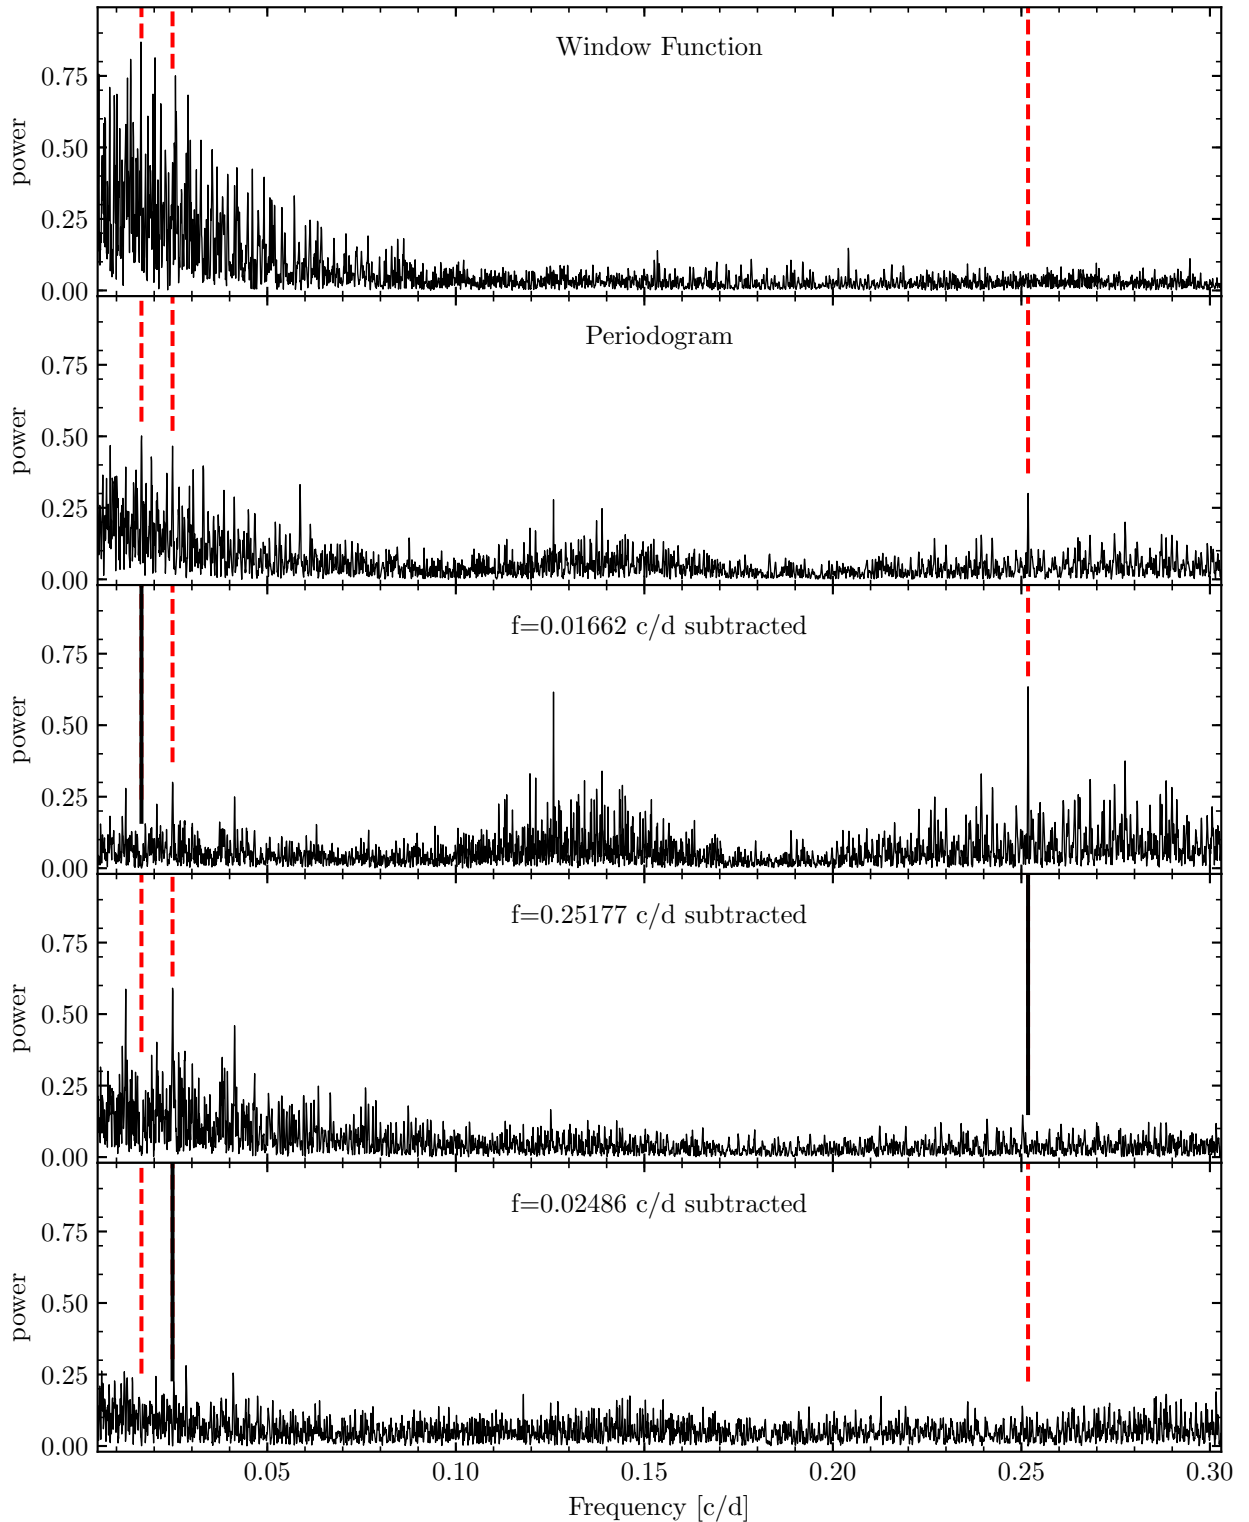 Window Function
power
0.75
0.50
0.25
0.00
Periodogram
power
0.75
0.50
0.25
0.00
f=0.01662 c/d subtracted
power
0.75
0.50
0.25
0.00
f=0.25177 c/d subtracted
power
0.75
0.50
0.25
0.00
f=0.02486 c/d subtracted
power
0.75
0.50
0.25
0.00
0.05 0.10 0.15 0.20 0.25 0.30
Frequency [c/d]